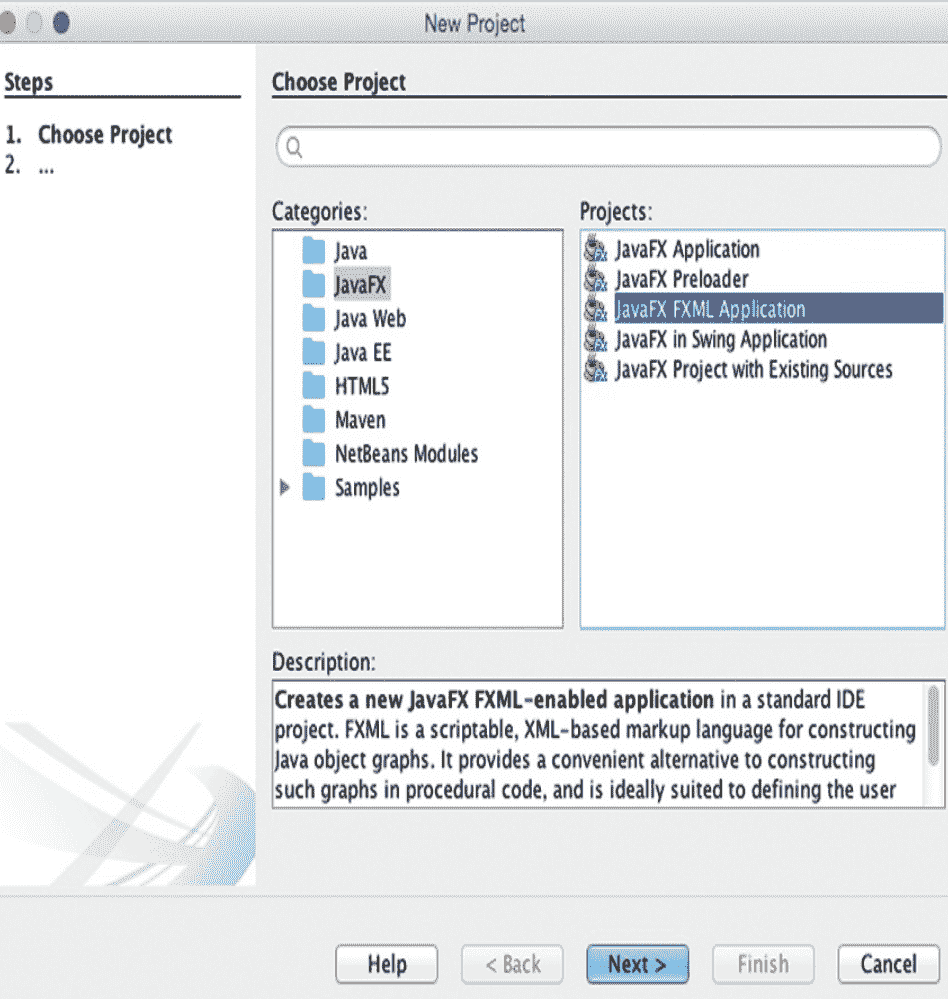 New Project
Steps
1. Choose Project
2. ...
Choose Project
Categories:
Java
JavaFX
Java Web
Java EE
HTML5
Maven
NetBeans Modules
Samples
Projects:
JavaFX Application
JavaFX Preloader
JavaFX FXML Application
JavaFX in Swing Application
JavaFX Project with Existing Sources
Description:
Creates a new JavaFX FXML-enabled application in a standard IDE
project. FXML is a scriptable, XML-based markup language for constructing
Java object graphs. It provides a convenient alternative to constructing
such graphs in procedural code, and is ideally suited to defining the user
Help
< Back
Next >
Finish
Cancel